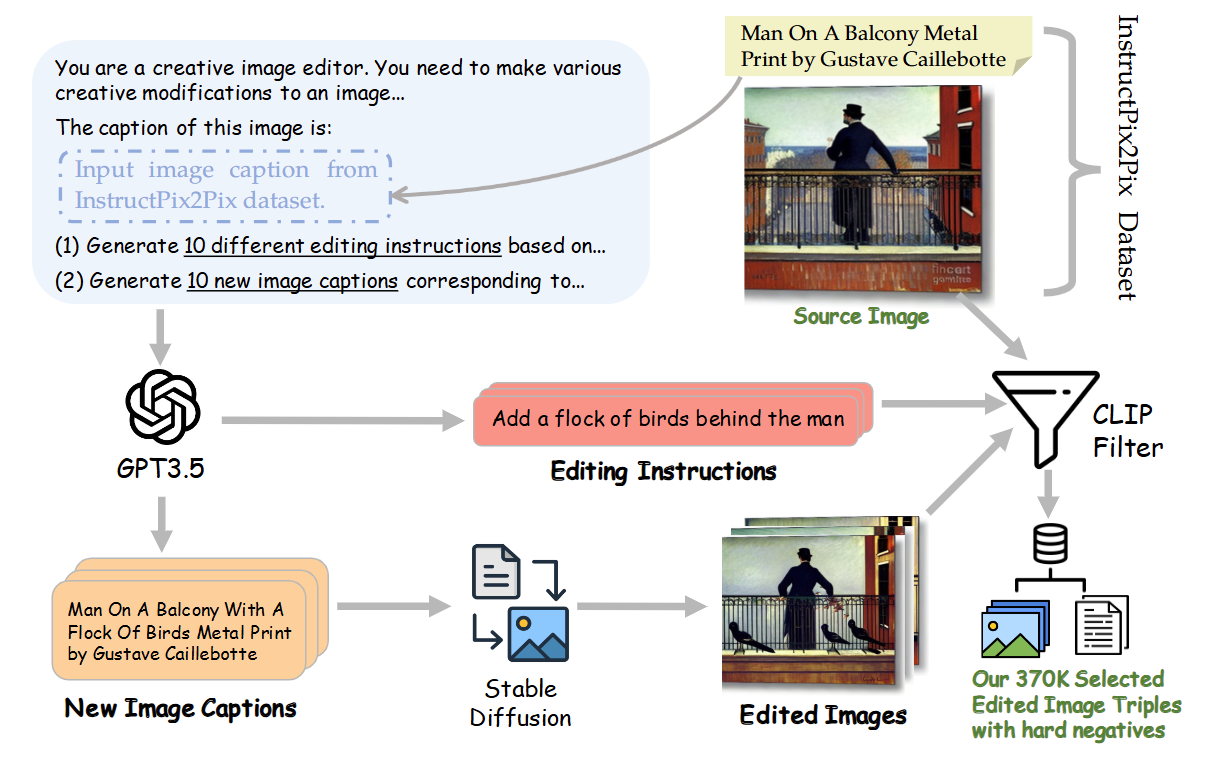 You are a creative image editor. You need to make various
creative modifications to an image...
The caption of this image is:
Input image caption from
InstructPix2Pix dataset.
(1) Generate 10 different editing instructions based on...
(2) Generate 10 new image captions corresponding to...
Man On A Balcony Metal
Print by Gustave Caillebotte
Source Image
InstructPix2Pix Dataset
GPT3.5
Add a flock of birds behind the man
Editing Instructions
CLIP
Filter
Man On A Balcony With A
Flock Of Birds Metal Print
by Gustave Caillebotte
New Image Captions
Stable
Diffusion
Edited Images
Our 370K Selected
Edited Image Triples
with hard negatives